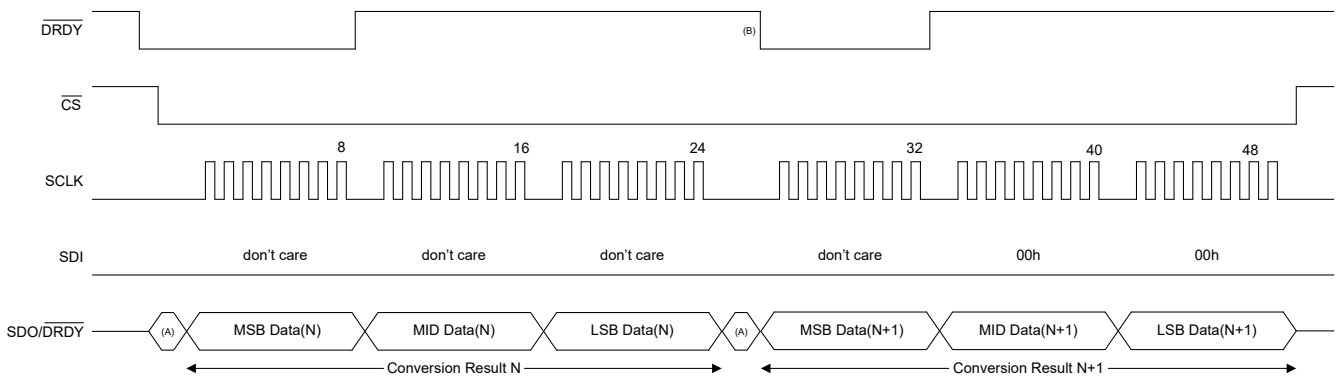 DRDY
(B)
CS
8 16 24 32 40 48
SCLK
SDI don't care don't care don't care don't care 00h 00h
SDO/DRDY (A) MSB Data(N) MID Data(N) LSB Data(N) (A) MSB Data(N+1) MID Data(N+1) LSB Data(N+1)
Conversion Result N Conversion Result N+1